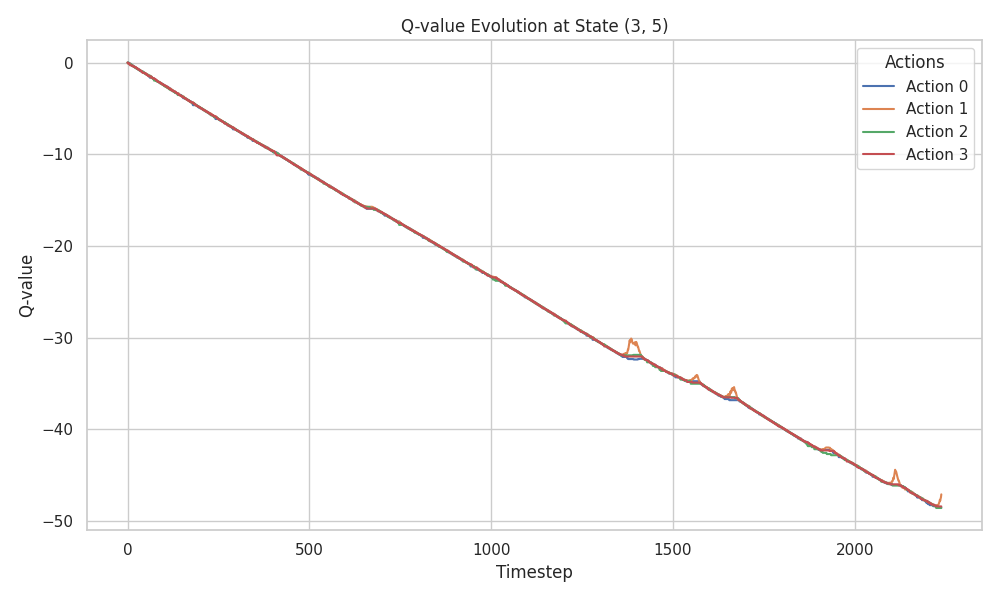 Q-value Evolution at State (3, 5)
Actions
Action 0
Action 1
Action 2
Action 3
Q-value
0
−10
−20
−30
−40
−50
0
500
1000
1500
2000
Timestep